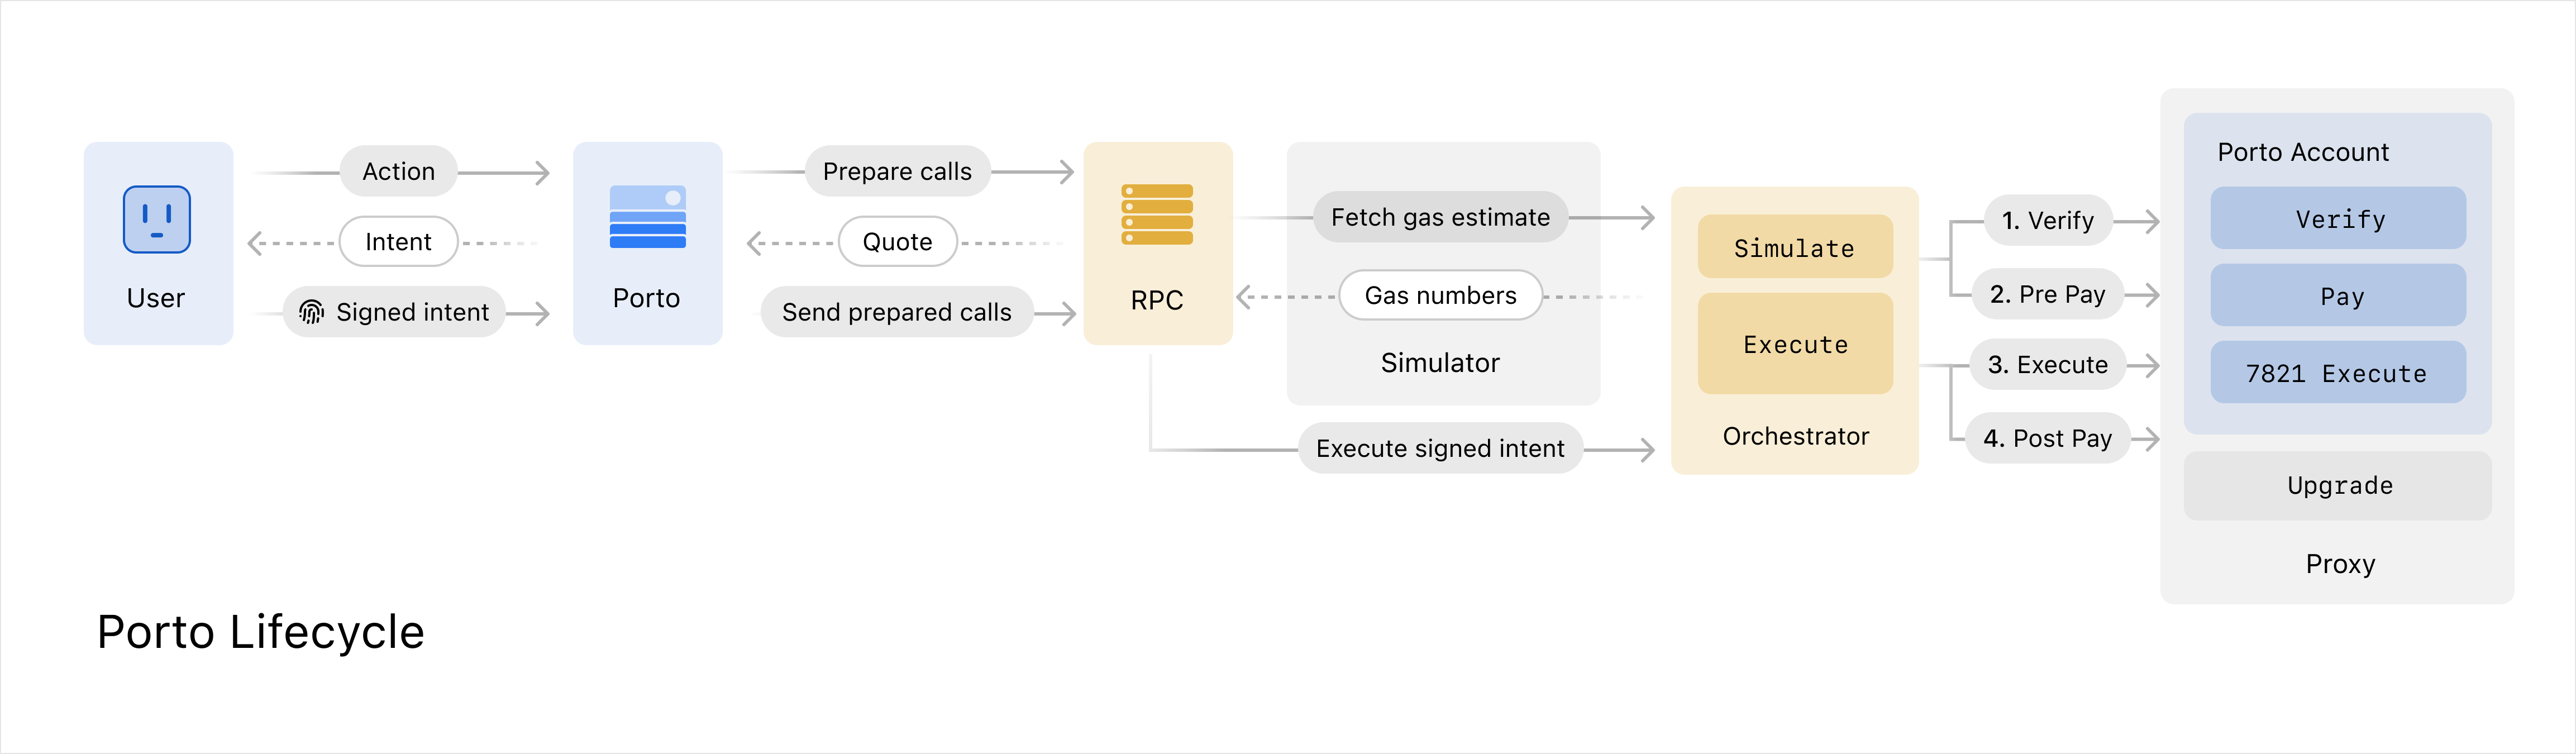 User
Action
Intent
Signed intent
Porto
Prepare calls
Quote
Send prepared calls
RPC
Fetch gas estimate
Gas numbers
Simulator
Execute signed intent
Simulate
Execute
Orchestrator
1. Verify
2. Pre Pay
3. Execute
4. Post Pay
Porto Account
Verify
Pay
7821 Execute
Upgrade
Proxy
Porto Lifecycle